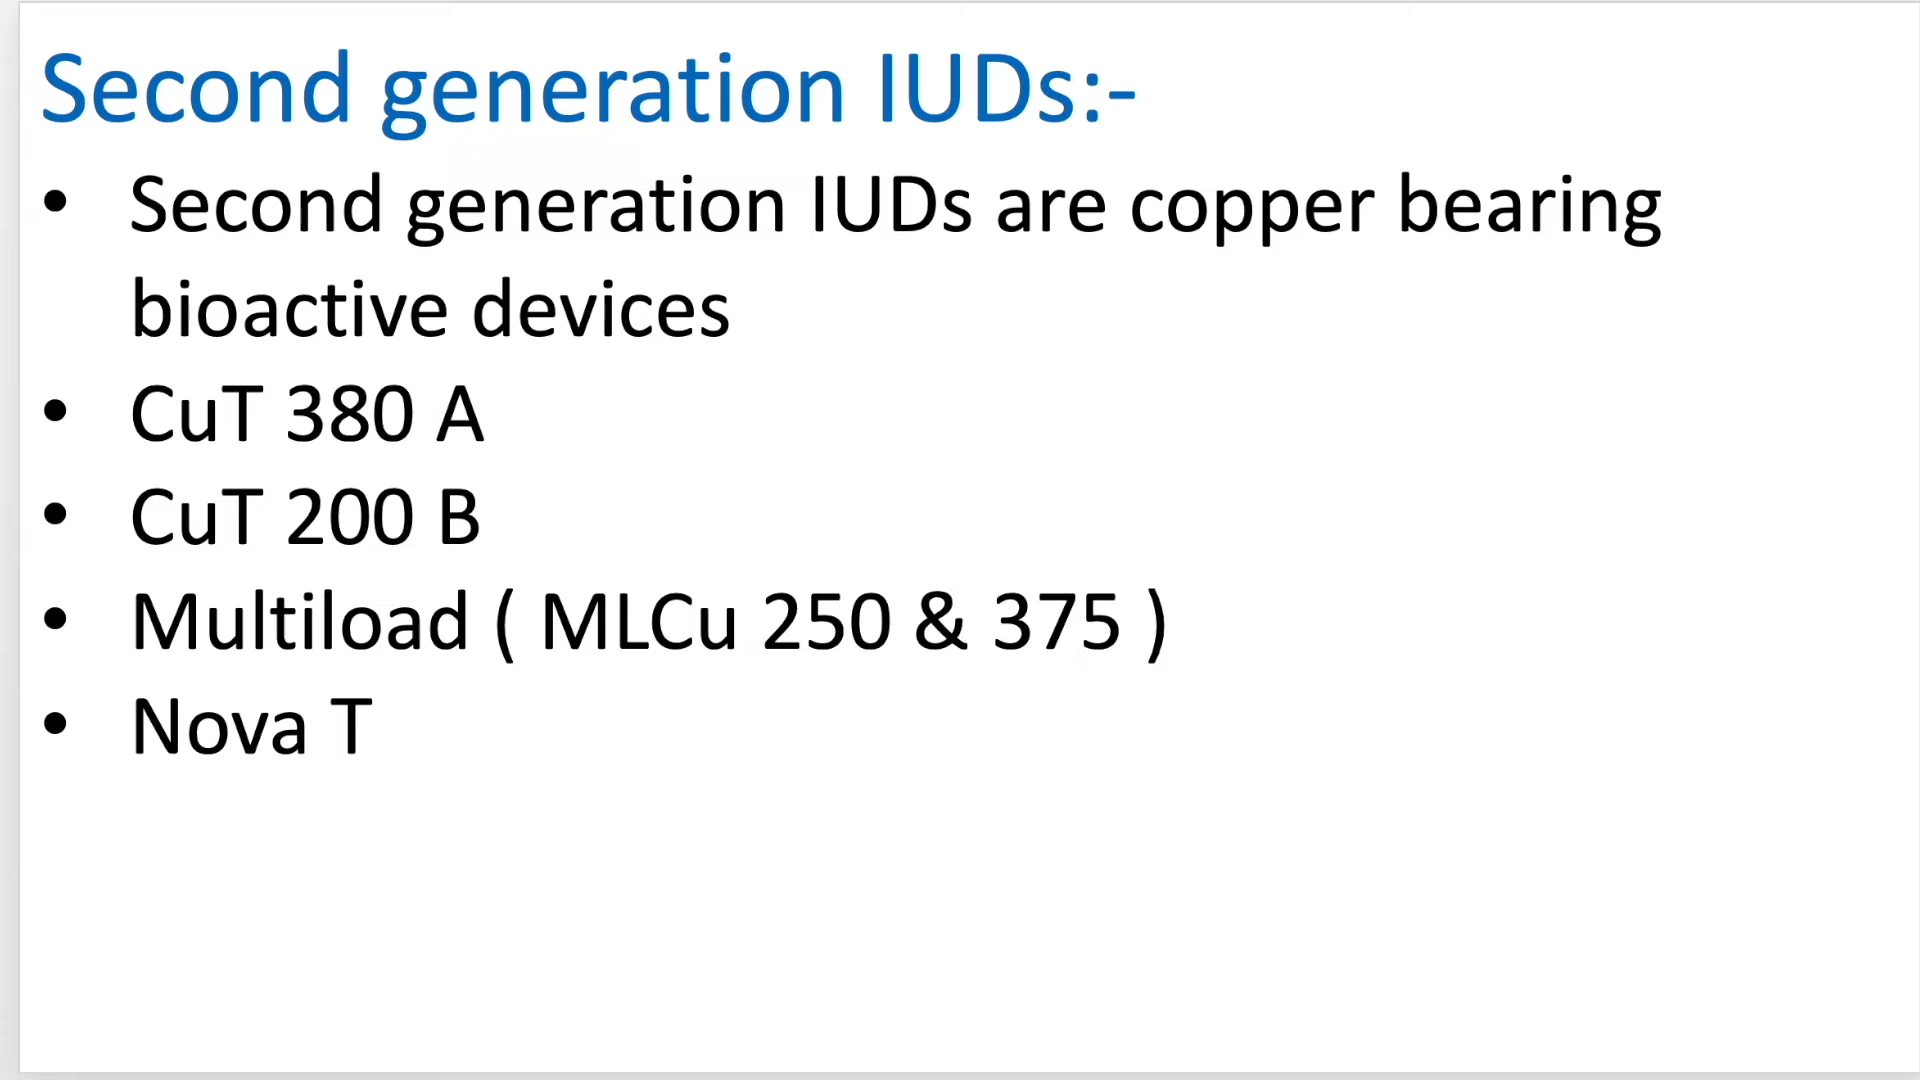 Second generation IUDs:-
• Second generation IUDs are copper bearing
bioactive devices
• CuT 380 A
• CuT 200 B
• Multiload ( MLCu 250 & 375 )
• Nova T